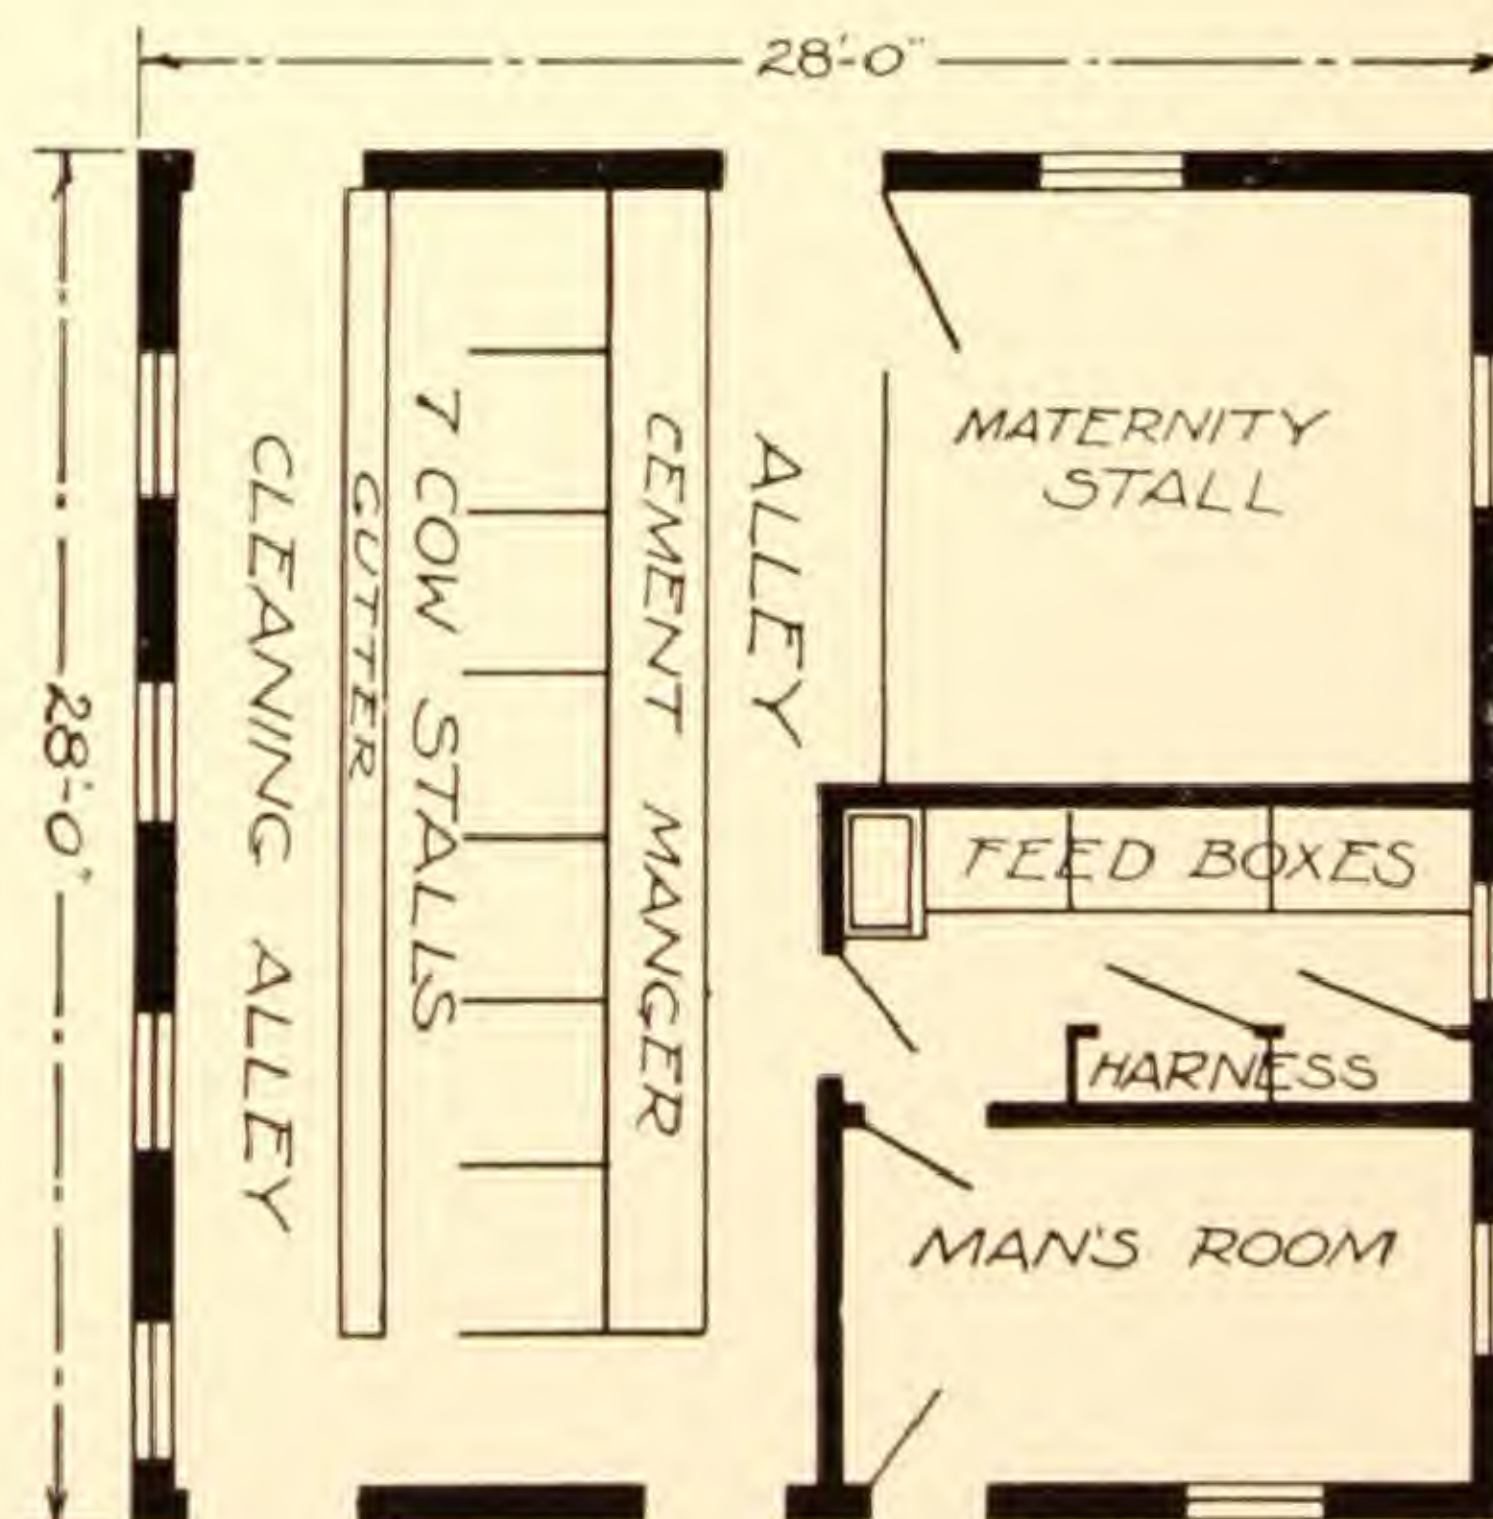 28'-0"
28'-0"
CLEANING ALLEY
GUTTER
7 COW STALLS
CEMENT MANGER
ALLEY
MATERNITY
STALL
FEED BOXES
HARNESS
MAN'S ROOM